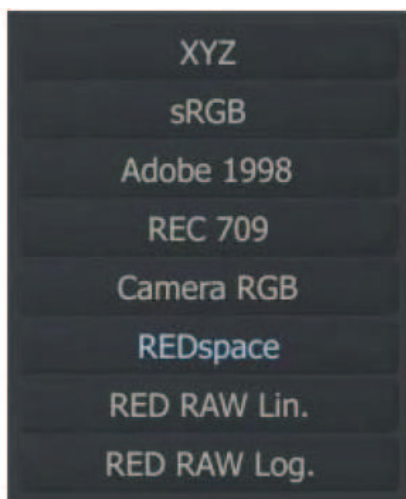 XYZ
sRGB
Adobe 1998
REC 709
Camera RGB
REDspace
RED RAW Lin.
RED RAW Log.